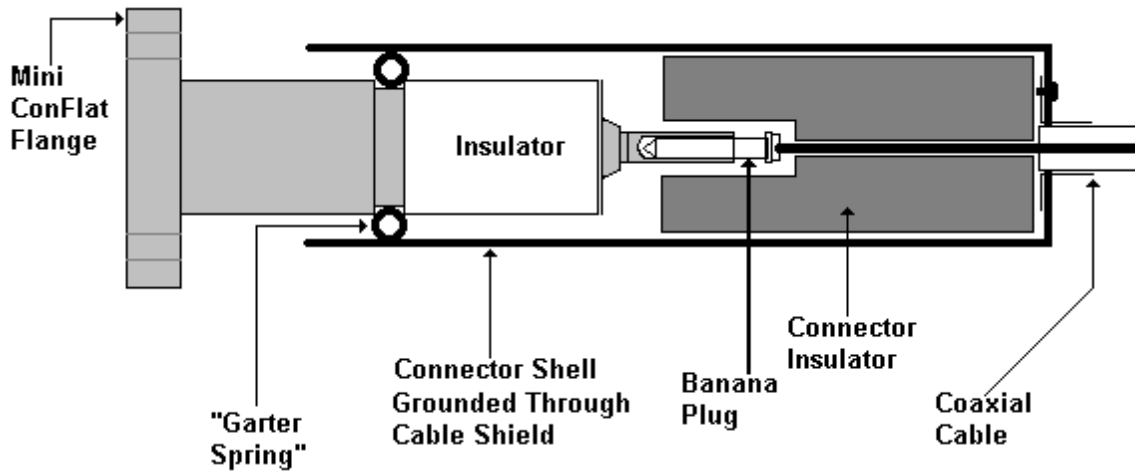 Mini
ConFlat
Flange
Insulator
"Garter
Spring"
Connector Shell
Grounded Through
Cable Shield
Banana
Plug
Connector
Insulator
Coaxial
Cable